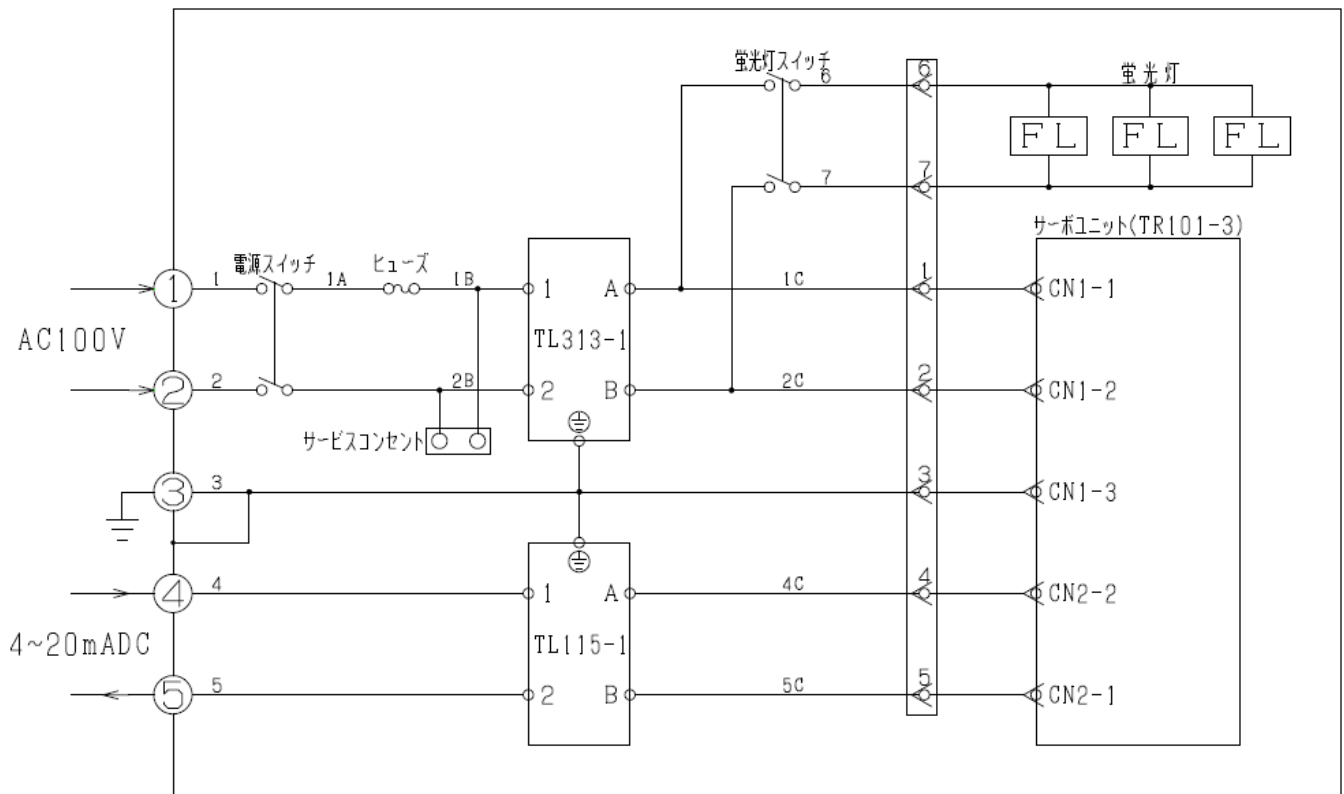 蛍光灯スイッチ
6
6
蛍光灯
FL
FL
FL
7
7
サーボユニット(TR101-3)
電源スイッチ
ヒューズ
1
1
1A
1B
1
A
1C
1
CN1-1
AC100V
TL313-1
2
2
2B
2
B
2C
2
CN1-2
サービスコンセント
3
3
3
CN1-3
4
4
1
A
4C
4
CN2-2
4~20mADC
TL115-1
5
5
2
B
5C
5
CN2-1